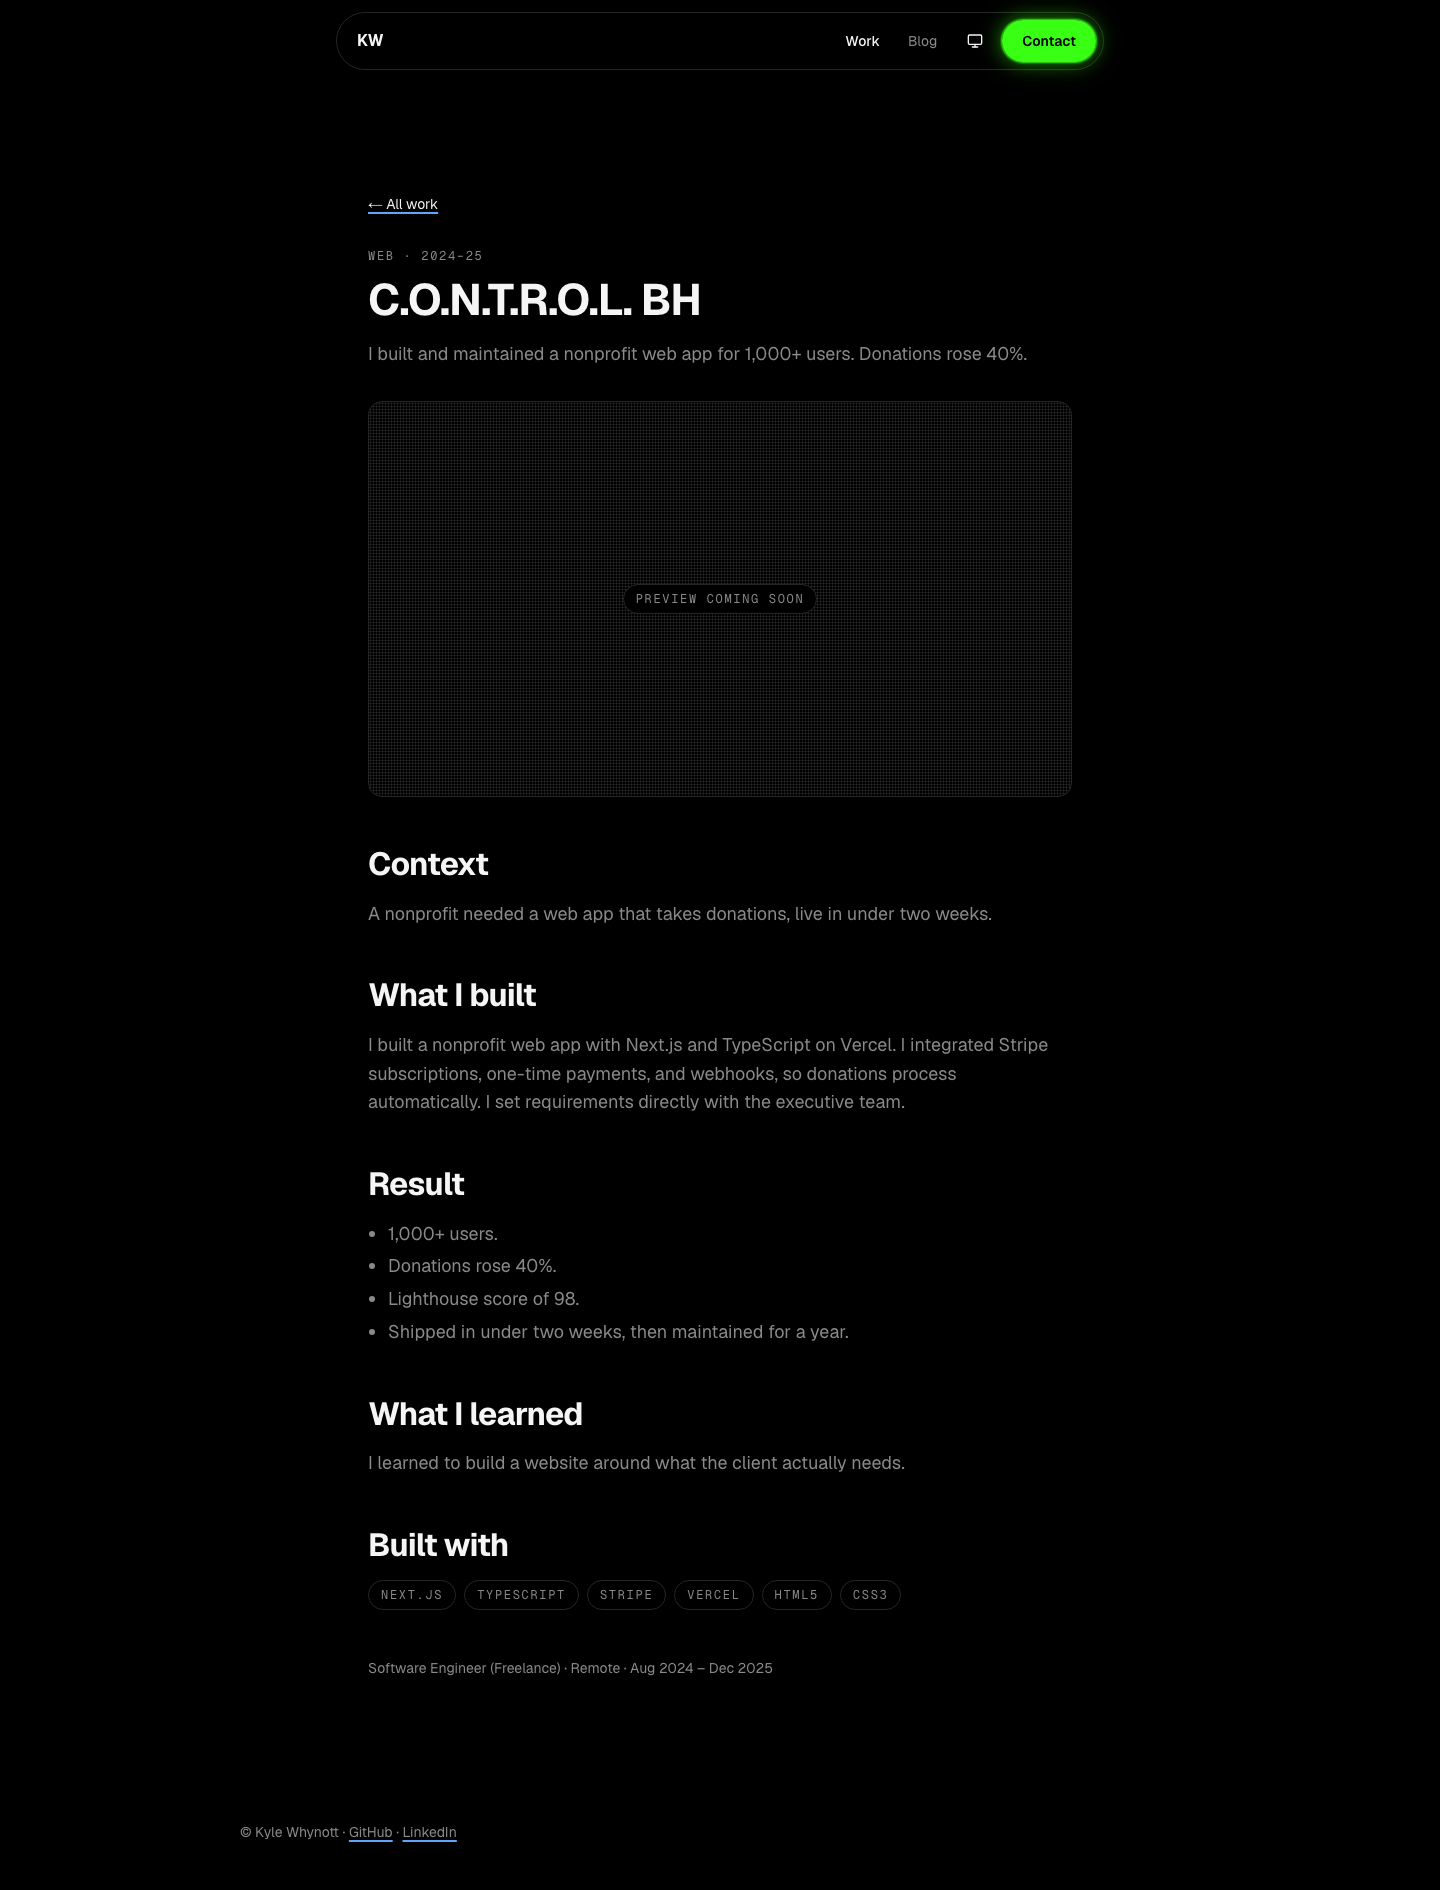 KW
Work
Blog
Contact
← All work
WEB · 2024–25
C.O.N.T.R.O.L. BH
I built and maintained a nonprofit web app for 1,000+ users. Donations rose 40%.
PREVIEW COMING SOON
Context
A nonprofit needed a web app that takes donations, live in under two weeks.
What I built
I built a nonprofit web app with Next.js and TypeScript on Vercel. I integrated Stripe
subscriptions, one-time payments, and webhooks, so donations process
automatically. I set requirements directly with the executive team.
Result
• 1,000+ users.
• Donations rose 40%.
• Lighthouse score of 98.
• Shipped in under two weeks, then maintained for a year.
What I learned
I learned to build a website around what the client actually needs.
Built with
NEXT.JS
TYPESCRIPT
STRIPE
VERCEL
HTML5
CSS3
Software Engineer (Freelance) · Remote · Aug 2024 – Dec 2025
© Kyle Whynott · GitHub · LinkedIn